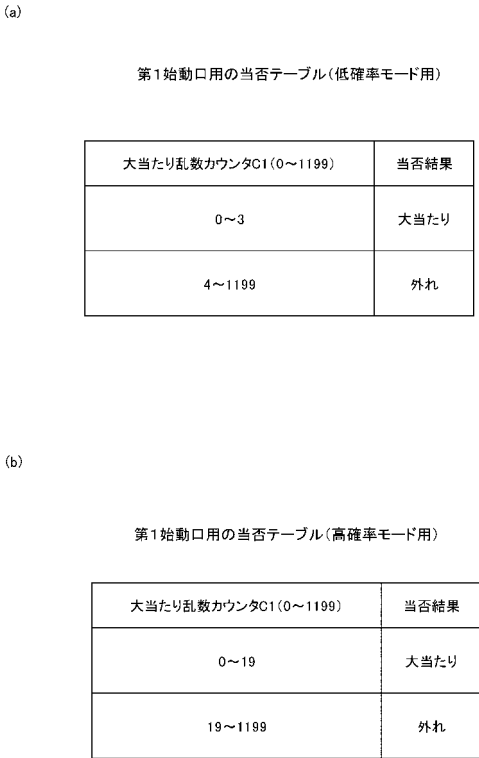 (a)
第１始動口用の当否テーブル(低確率モード用)
大当たり乱数カウンタC1(0～1199) 当否結果
0～3 大当たり
4～1199 外れ
(b)
第１始動口用の当否テーブル(高確率モード用)
大当たり乱数カウンタC1(0～1199) 当否結果
0～19 大当たり
19～1199 外れ